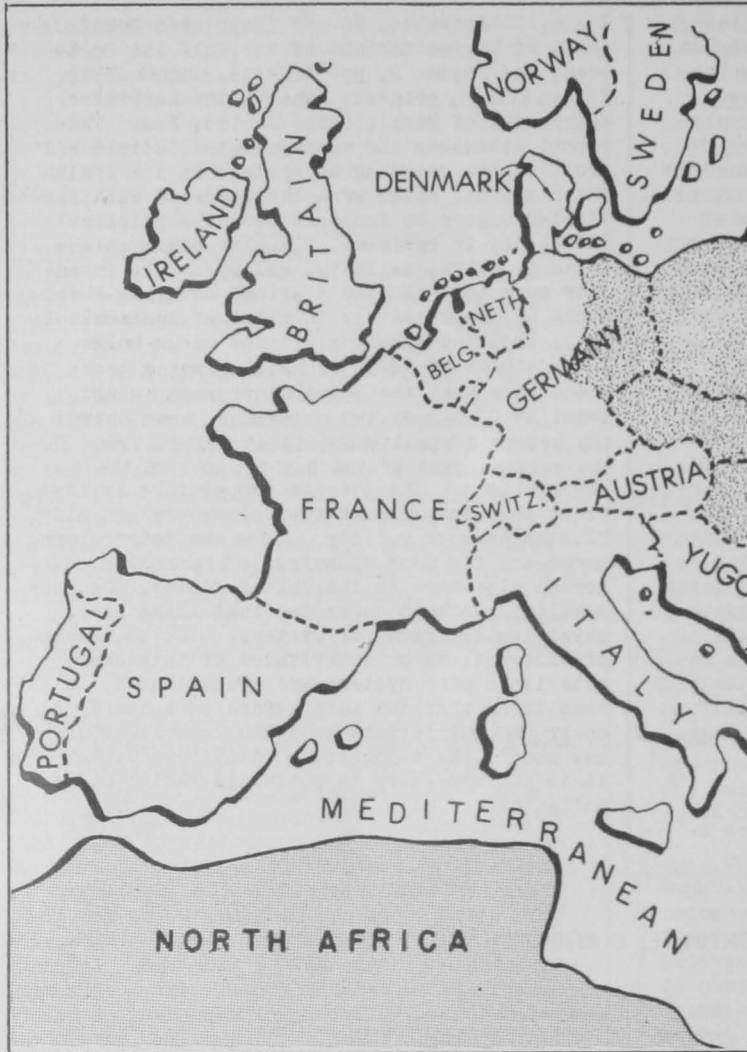 NORWAY
SWEDEN
DENMARK
IRELAND
BRITAIN
NETH.
BELG.
GERMANY
FRANCE
SWITZ.
AUSTRIA
YUGO
ITALY
PORTUGAL
SPAIN
MEDITERRANEAN
NORTH AFRICA